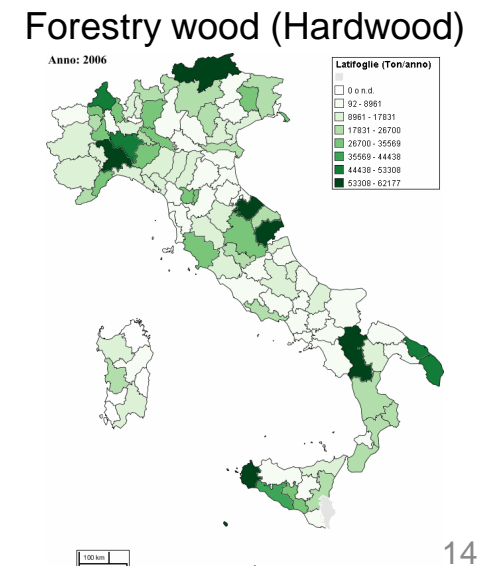 Forestry wood (Hardwood)
Anno: 2006
Latifoglie (Ton/anno)
0 o n.d.
92 - 8961
8961 - 17831
17831 - 26700
26700 - 35569
35569 - 44438
44438 - 53308
53308 - 62177
100 km
14